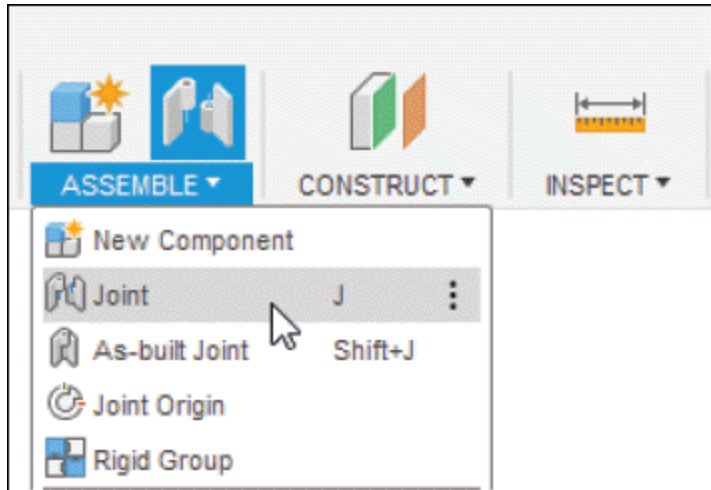 ASSEMBLE CONSTRUCT INSPECT
New Component
Joint J
As-built Joint Shift+J
Joint Origin
Rigid Group